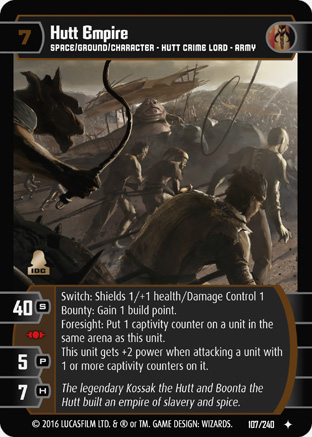 7
Hutt Empire
SPACE/GROUND/CHARACTER - HUTT CRIME LORD - ARMY
IDC
40 S
5 P
7 H
Switch: Shields 1/+1 health/Damage Control 1
Bounty: Gain 1 build point.
Foresight: Put 1 captivity counter on a unit in the
same arena as this unit.
This unit gets +2 power when attacking a unit with
1 or more captivity counters on it.
The legendary Kossak the Hutt and Boonta the
Hutt built an empire of slavery and spice.
© 2016 LUCASFILM LTD. & ® or TM. GAME DESIGN: WIZARDS.
107/240